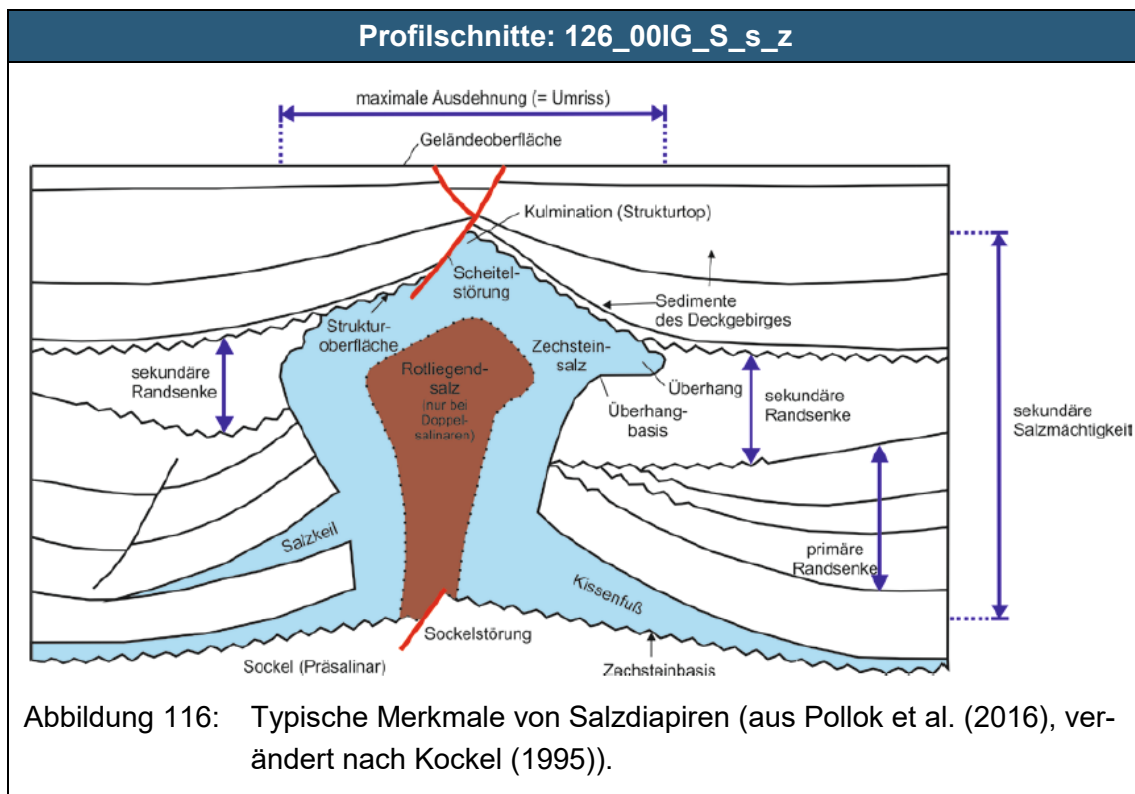 Profilschnitte: 126_00IG_S_s_z
maximale Ausdehnung (= Umriss)
Geländeoberfläche
Kulmination (Strukturtop)
Scheitel-
störung
Sedimente
des Deckgebirges
Struktur-
oberfläche
Zechstein-
salz
sekundäre
Randsenke
Rotliegend-
salz
(nur bei
Doppel-
salinaren)
Überhang
Überhang-
basis
sekundäre
Randsenke
sekundäre
Salzmächtigkeit
Salzkeil
primäre
Randsenke
Kissenfuß
Sockelstörung
Sockel (Präsalinar)
Zechsteinbasis
Abbildung 116: Typische Merkmale von Salzdiapiren (aus Pollok et al. (2016), ver-
ändert nach Kockel (1995)).